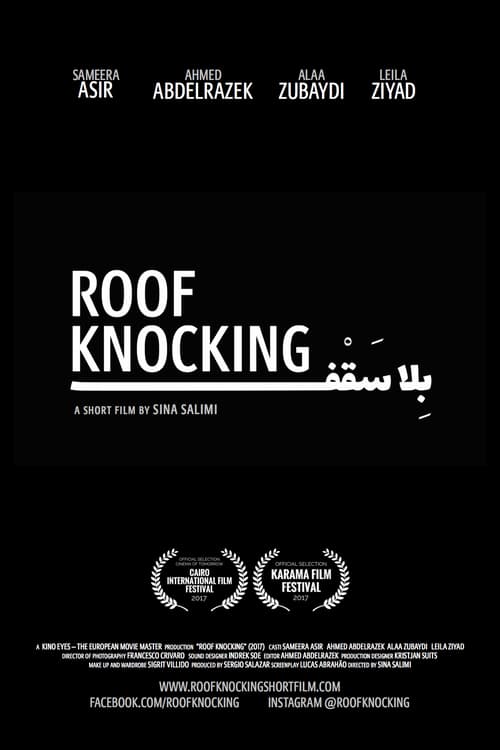 SAMEERA AHMED ALAA LEILA
ASIR ABDELRAZEK ZUBAYDI ZIYAD
ROOF
KNOCKING
بِلا سَقْف
A SHORT FILM BY SINA SALIMI
OFFICIAL SELECTION
CINEMA OF TOMORROW
CAIRO
INTERNATIONAL FILM
FESTIVAL
2017
OFFICIAL SELECTION
KARAMA FILM
FESTIVAL
2017
A KINO EYES – THE EUROPEAN MOVIE MASTER PRODUCTION "ROOF KNOCKING" (2017) CASTI SAMEERA ASIR AHMED ABDELRAZEK ALAA ZUBAYDI LEILA ZIYAD
DIRECTOR OF PHOTOGRAPHY FRANCESCO CRIVARO SOUND DESIGNER INDREK SOE EDITOR AHMED ABDELRAZEK PRODUCTION DESIGNER KRISTJAN SUITS
MAKE UP AND WARDROBE SIGRIT VILLIDO PRODUCED BY SERGIO SALAZAR SCREENPLAY LUCAS ABRAHÃO DIRECTED BY SINA SALIMI
WWW.ROOFKNOCKINGSHORTFILM.COM
FACEBOOK.COM/ROOFKNOCKING INSTAGRAM @ROOFKNOCKING